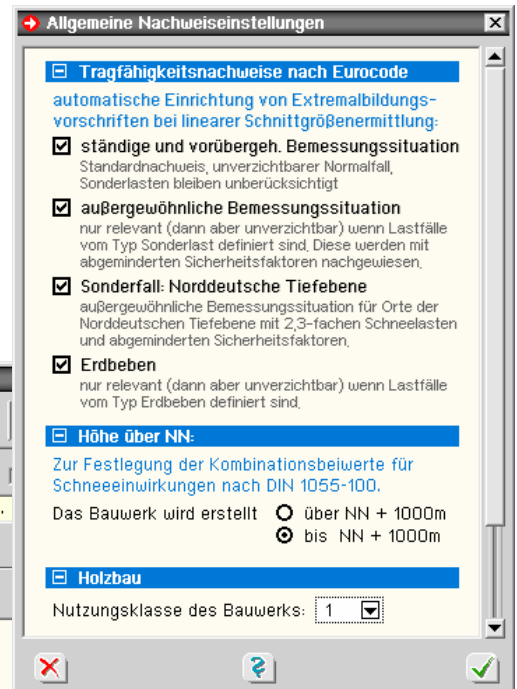 Allgemeine Nachweiseinstellungen
Tragfähigkeitsnachweise nach Eurocode
automatische Einrichtung von Extremalbildungs-
vorschriften bei linearer Schnittgrößenermittlung:
ständige und vorübergeh. Bemessungssituation
Standardnachweis, unverzichtbarer Normalfall,
Sonderlasten bleiben unberücksichtigt
außergewöhnliche Bemessungssituation
nur relevant (dann aber unverzichtbar) wenn Lastfälle
vom Typ Sonderlast definiert sind. Diese werden mit
abgeminderten Sicherheitsfaktoren nachgewiesen.
Sonderfall: Norddeutsche Tiefebene
außergewöhnliche Bemessungssituation für Orte der
Norddeutschen Tiefebene mit 2,3-fachen Schneelasten
und abgeminderten Sicherheitsfaktoren.
Erdbeben
nur relevant (dann aber unverzichtbar) wenn Lastfälle
vom Typ Erdbeben definiert sind.
Höhe über NN:
Zur Festlegung der Kombinationsbeiwerte für
Schneeeinwirkungen nach DIN 1055-100.
Das Bauwerk wird erstellt über NN + 1000m
bis NN + 1000m
Holzbau
Nutzungsklasse des Bauwerks: 1